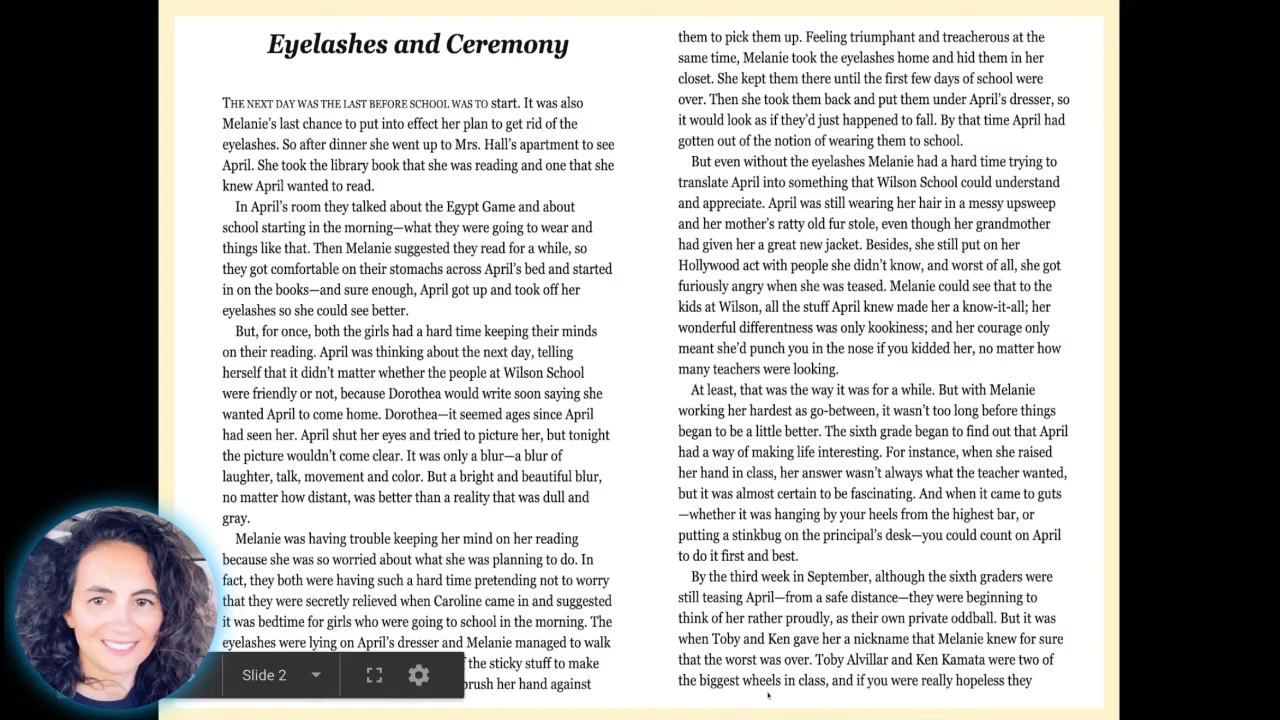 Eyelashes and Ceremony
THE NEXT DAY WAS THE LAST BEFORE SCHOOL WAS TO start. It was also
Melanie’s last chance to put into effect her plan to get rid of the
eyelashes. So after dinner she went up to Mrs. Hall’s apartment to see
April. She took the library book that she was reading and one that she
knew April wanted to read.
In April’s room they talked about the Egypt Game and about
school starting in the morning—what they were going to wear and
things like that. Then Melanie suggested they read for a while, so
they got comfortable on their stomachs across April’s bed and started
in on the books—and sure enough, April got up and took off her
eyelashes so she could see better.
But, for once, both the girls had a hard time keeping their minds
on their reading. April was thinking about the next day, telling
herself that it didn’t matter whether the people at Wilson School
were friendly or not, because Dorothea would write soon saying she
wanted April to come home. Dorothea—it seemed ages since April
had seen her. April shut her eyes and tried to picture her, but tonight
the picture wouldn’t come clear. It was only a blur—a blur of
laughter, talk, movement and color. But a bright and beautiful blur,
no matter how distant, was better than a reality that was dull and
gray.
Melanie was having trouble keeping her mind on her reading
because she was so worried about what she was planning to do. In
fact, they both were having such a hard time pretending not to worry
that they were secretly relieved when Caroline came in and suggested
it was bedtime for girls who were going to school in the morning. The
eyelashes were lying on April’s dresser and Melanie managed to walk
the sticky stuff to make
brush her hand against
Slide 2
them to pick them up. Feeling triumphant and treacherous at the
same time, Melanie took the eyelashes home and hid them in her
closet. She kept them there until the first few days of school were
over. Then she took them back and put them under April’s dresser, so
it would look as if they’d just happened to fall. By that time April had
gotten out of the notion of wearing them to school.
But even without the eyelashes Melanie had a hard time trying to
translate April into something that Wilson School could understand
and appreciate. April was still wearing her hair in a messy upsweep
and her mother’s ratty old fur stole, even though her grandmother
had given her a great new jacket. Besides, she still put on her
Hollywood act with people she didn’t know, and worst of all, she got
furiously angry when she was teased. Melanie could see that to the
kids at Wilson, all the stuff April knew made her a know-it-all; her
wonderful differentness was only kookiness; and her courage only
meant she’d punch you in the nose if you kidded her, no matter how
many teachers were looking.
At least, that was the way it was for a while. But with Melanie
working her hardest as go-between, it wasn’t too long before things
began to be a little better. The sixth grade began to find out that April
had a way of making life interesting. For instance, when she raised
her hand in class, her answer wasn’t always what the teacher wanted,
but it was almost certain to be fascinating. And when it came to guts
—whether it was hanging by your heels from the highest bar, or
putting a stinkbug on the principal’s desk—you could count on April
to do it first and best.
By the third week in September, although the sixth graders were
still teasing April—from a safe distance—they were beginning to
think of her rather proudly, as their own private oddball. But it was
when Toby and Ken gave her a nickname that Melanie knew for sure
that the worst was over. Toby Alvillar and Ken Kamata were two of
the biggest wheels in class, and if you were really hopeless they